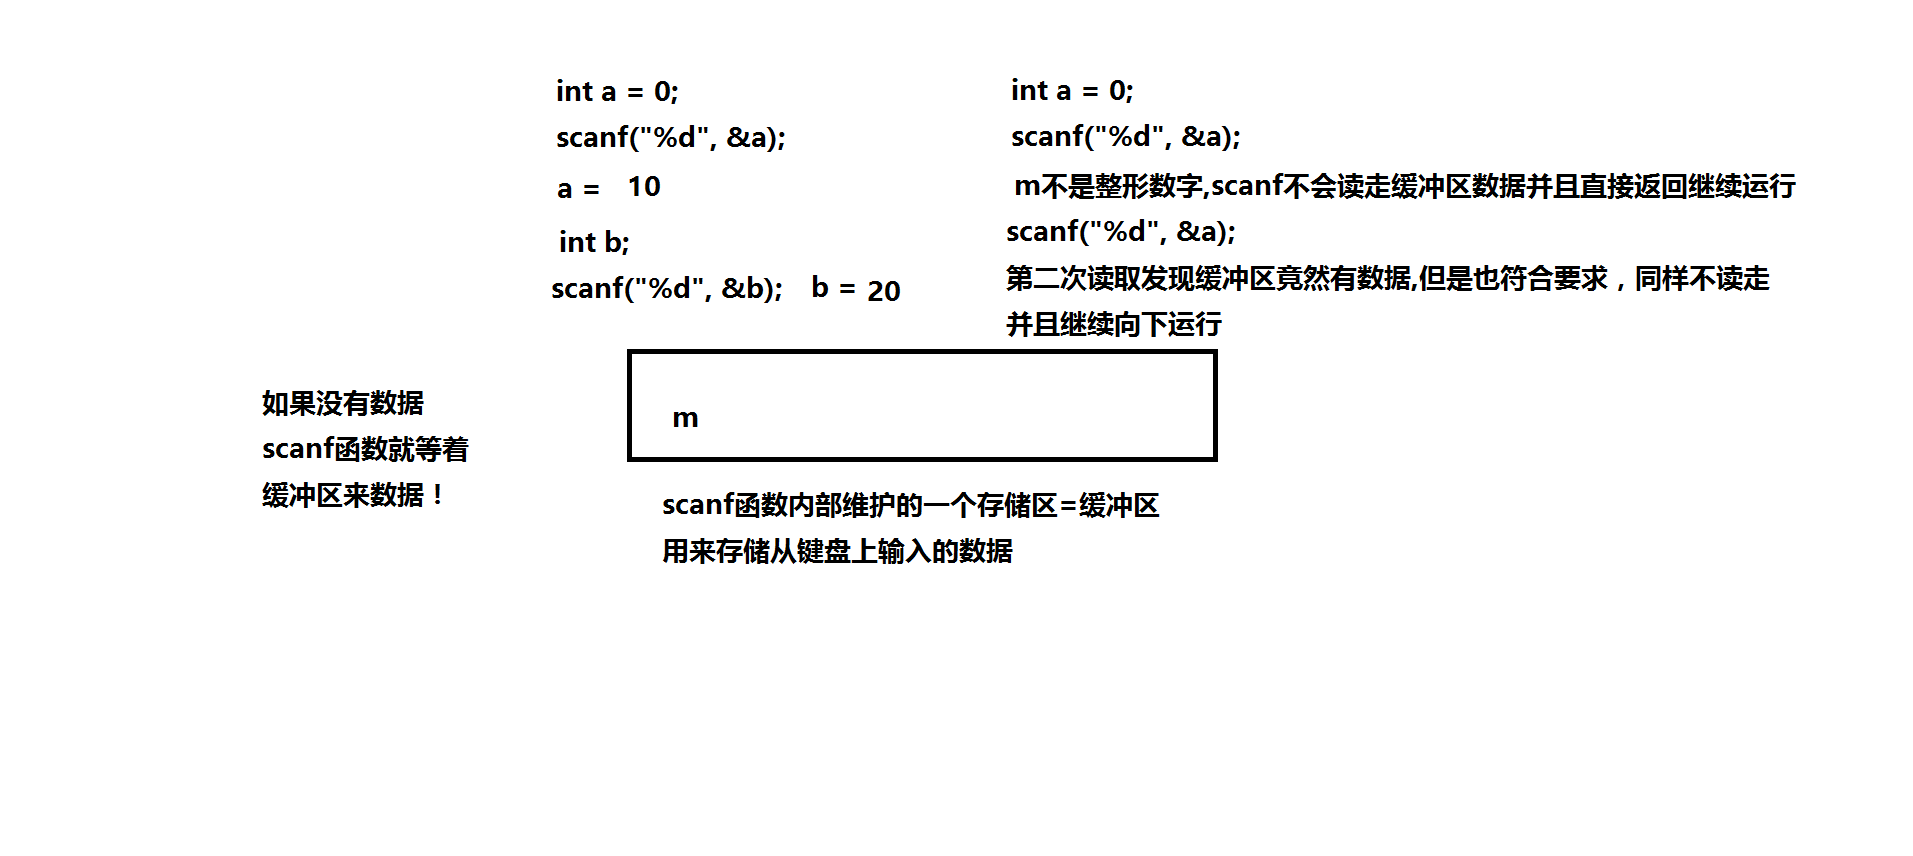 int a = 0;
scanf("%d", &a);
a = 10
int b;
scanf("%d", &b); b = 20
int a = 0;
scanf("%d", &a);
m不是整形数字,scanf不会读走缓冲区数据并且直接返回继续运行
scanf("%d", &a);
第二次读取发现缓冲区竟然有数据,但是也符合要求，同样不读走
并且继续向下运行
如果没有数据
scanf函数就等着
缓冲区来数据！
m
scanf函数内部维护的一个存储区=缓冲区
用来存储从键盘上输入的数据